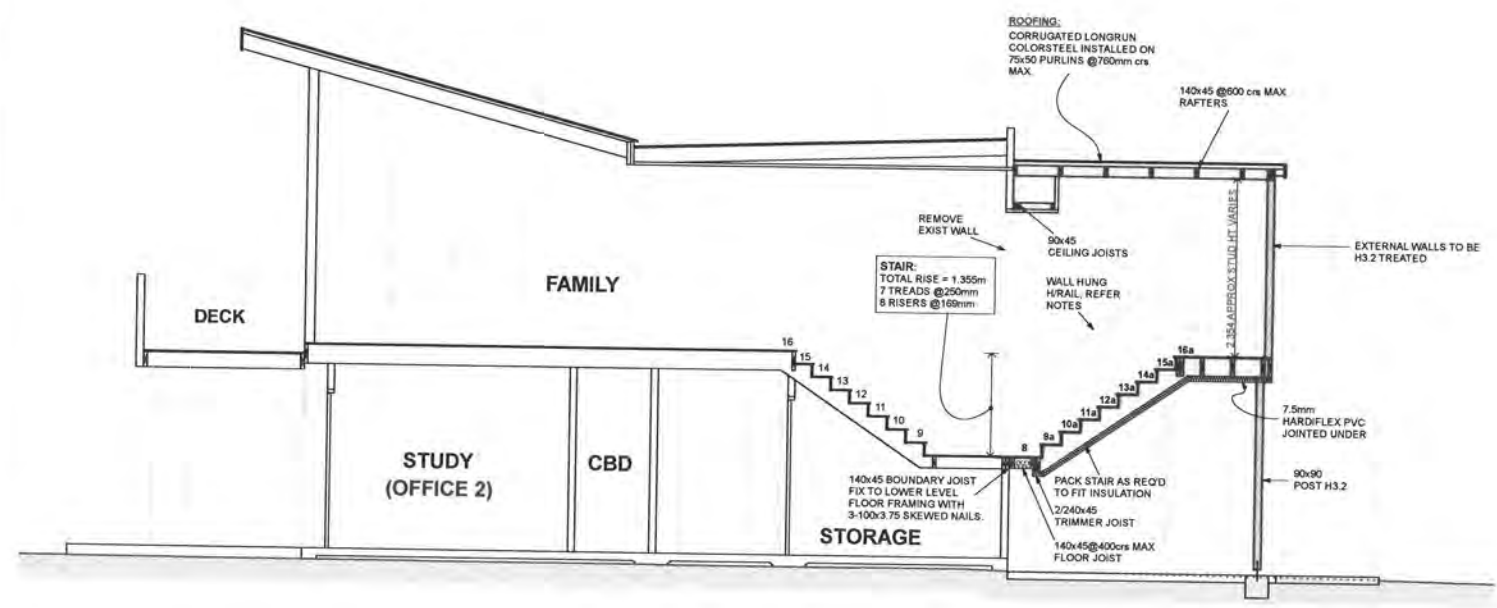 ROOFING:
CORRUGATED LONGRUN
COLORSTEEL INSTALLED ON
75x50 PURLINS @760mm crs
MAX.
140x45 @600 crs MAX
RAFTERS
REMOVE
EXIST WALL
90x45
CEILING JOISTS
2.354 APPROX STUD HT VARIES
EXTERNAL WALLS TO BE
H3.2 TREATED
STAIR:
TOTAL RISE = 1.355m
7 TREADS @250mm
8 RISERS @169mm
WALL HUNG
H/RAIL, REFER
NOTES
FAMILY
DECK
16
15
14
13
12
11
10
9
8
9a
10a
11a
12a
13a
14a
15a
16a
7.5mm
HARDIFLEX PVC
JOINTED UNDER
STUDY
(OFFICE 2)
CBD
140x45 BOUNDARY JOIST
FIX TO LOWER LEVEL
FLOOR FRAMING WITH
3-100x3.75 SKEWED NAILS.
PACK STAIR AS REQ'D
TO FIT INSULATION
2/240x45
TRIMMER JOIST
90x90
POST H3.2
STORAGE
140x45@400crs MAX
FLOOR JOIST